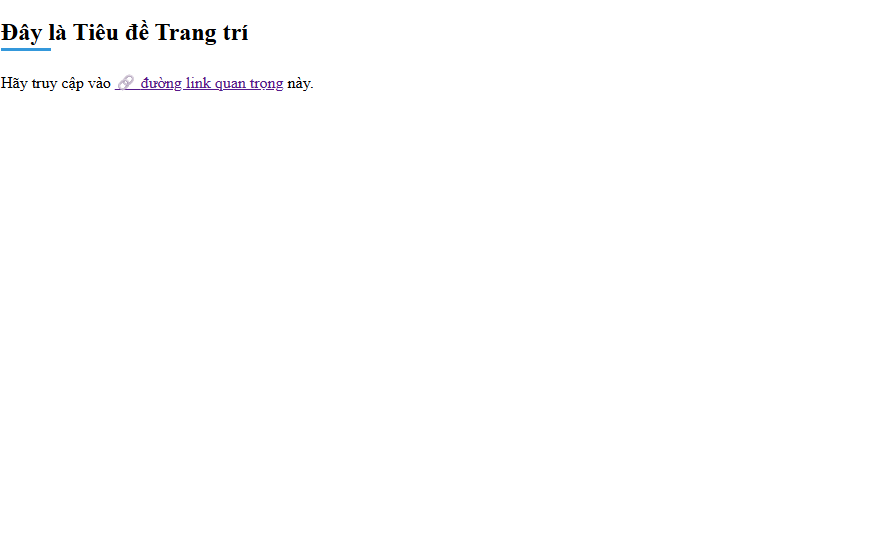 Đây là Tiêu đề Trang trí
Hãy truy cập vào 🔗 đường link quan trọng này.